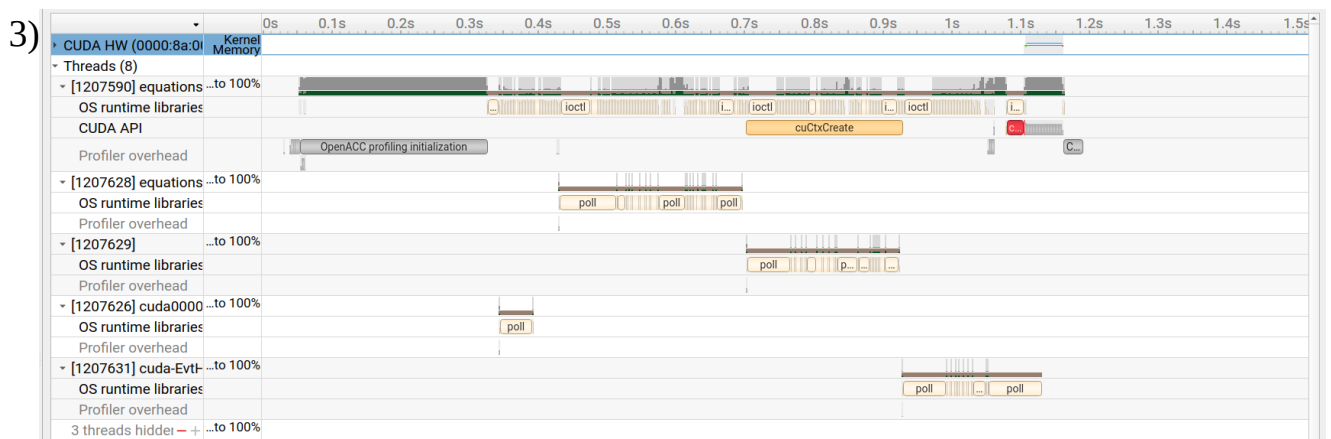 3)
0s 0.1s 0.2s 0.3s 0.4s 0.5s 0.6s 0.7s 0.8s 0.9s 1s 1.1s 1.2s 1.3s 1.4s 1.5s
CUDA HW (0000:8a:00 Kernel
Memory
Threads (8)
[1207590] equations ...to 100%
OS runtime libraries ... ioctl i... ioctl i... ioctl i...
CUDA API cuCtxCreate c...
Profiler overhead OpenACC profiling initialization C...
[1207628] equations ...to 100%
OS runtime libraries poll poll poll
Profiler overhead
[1207629] ...to 100%
OS runtime libraries poll p... ... ...
Profiler overhead
[1207626] cuda0000 ...to 100%
OS runtime libraries poll
Profiler overhead
[1207631] cuda-EvtH ...to 100%
OS runtime libraries poll ... poll
Profiler overhead
3 threads hidden − + ...to 100%